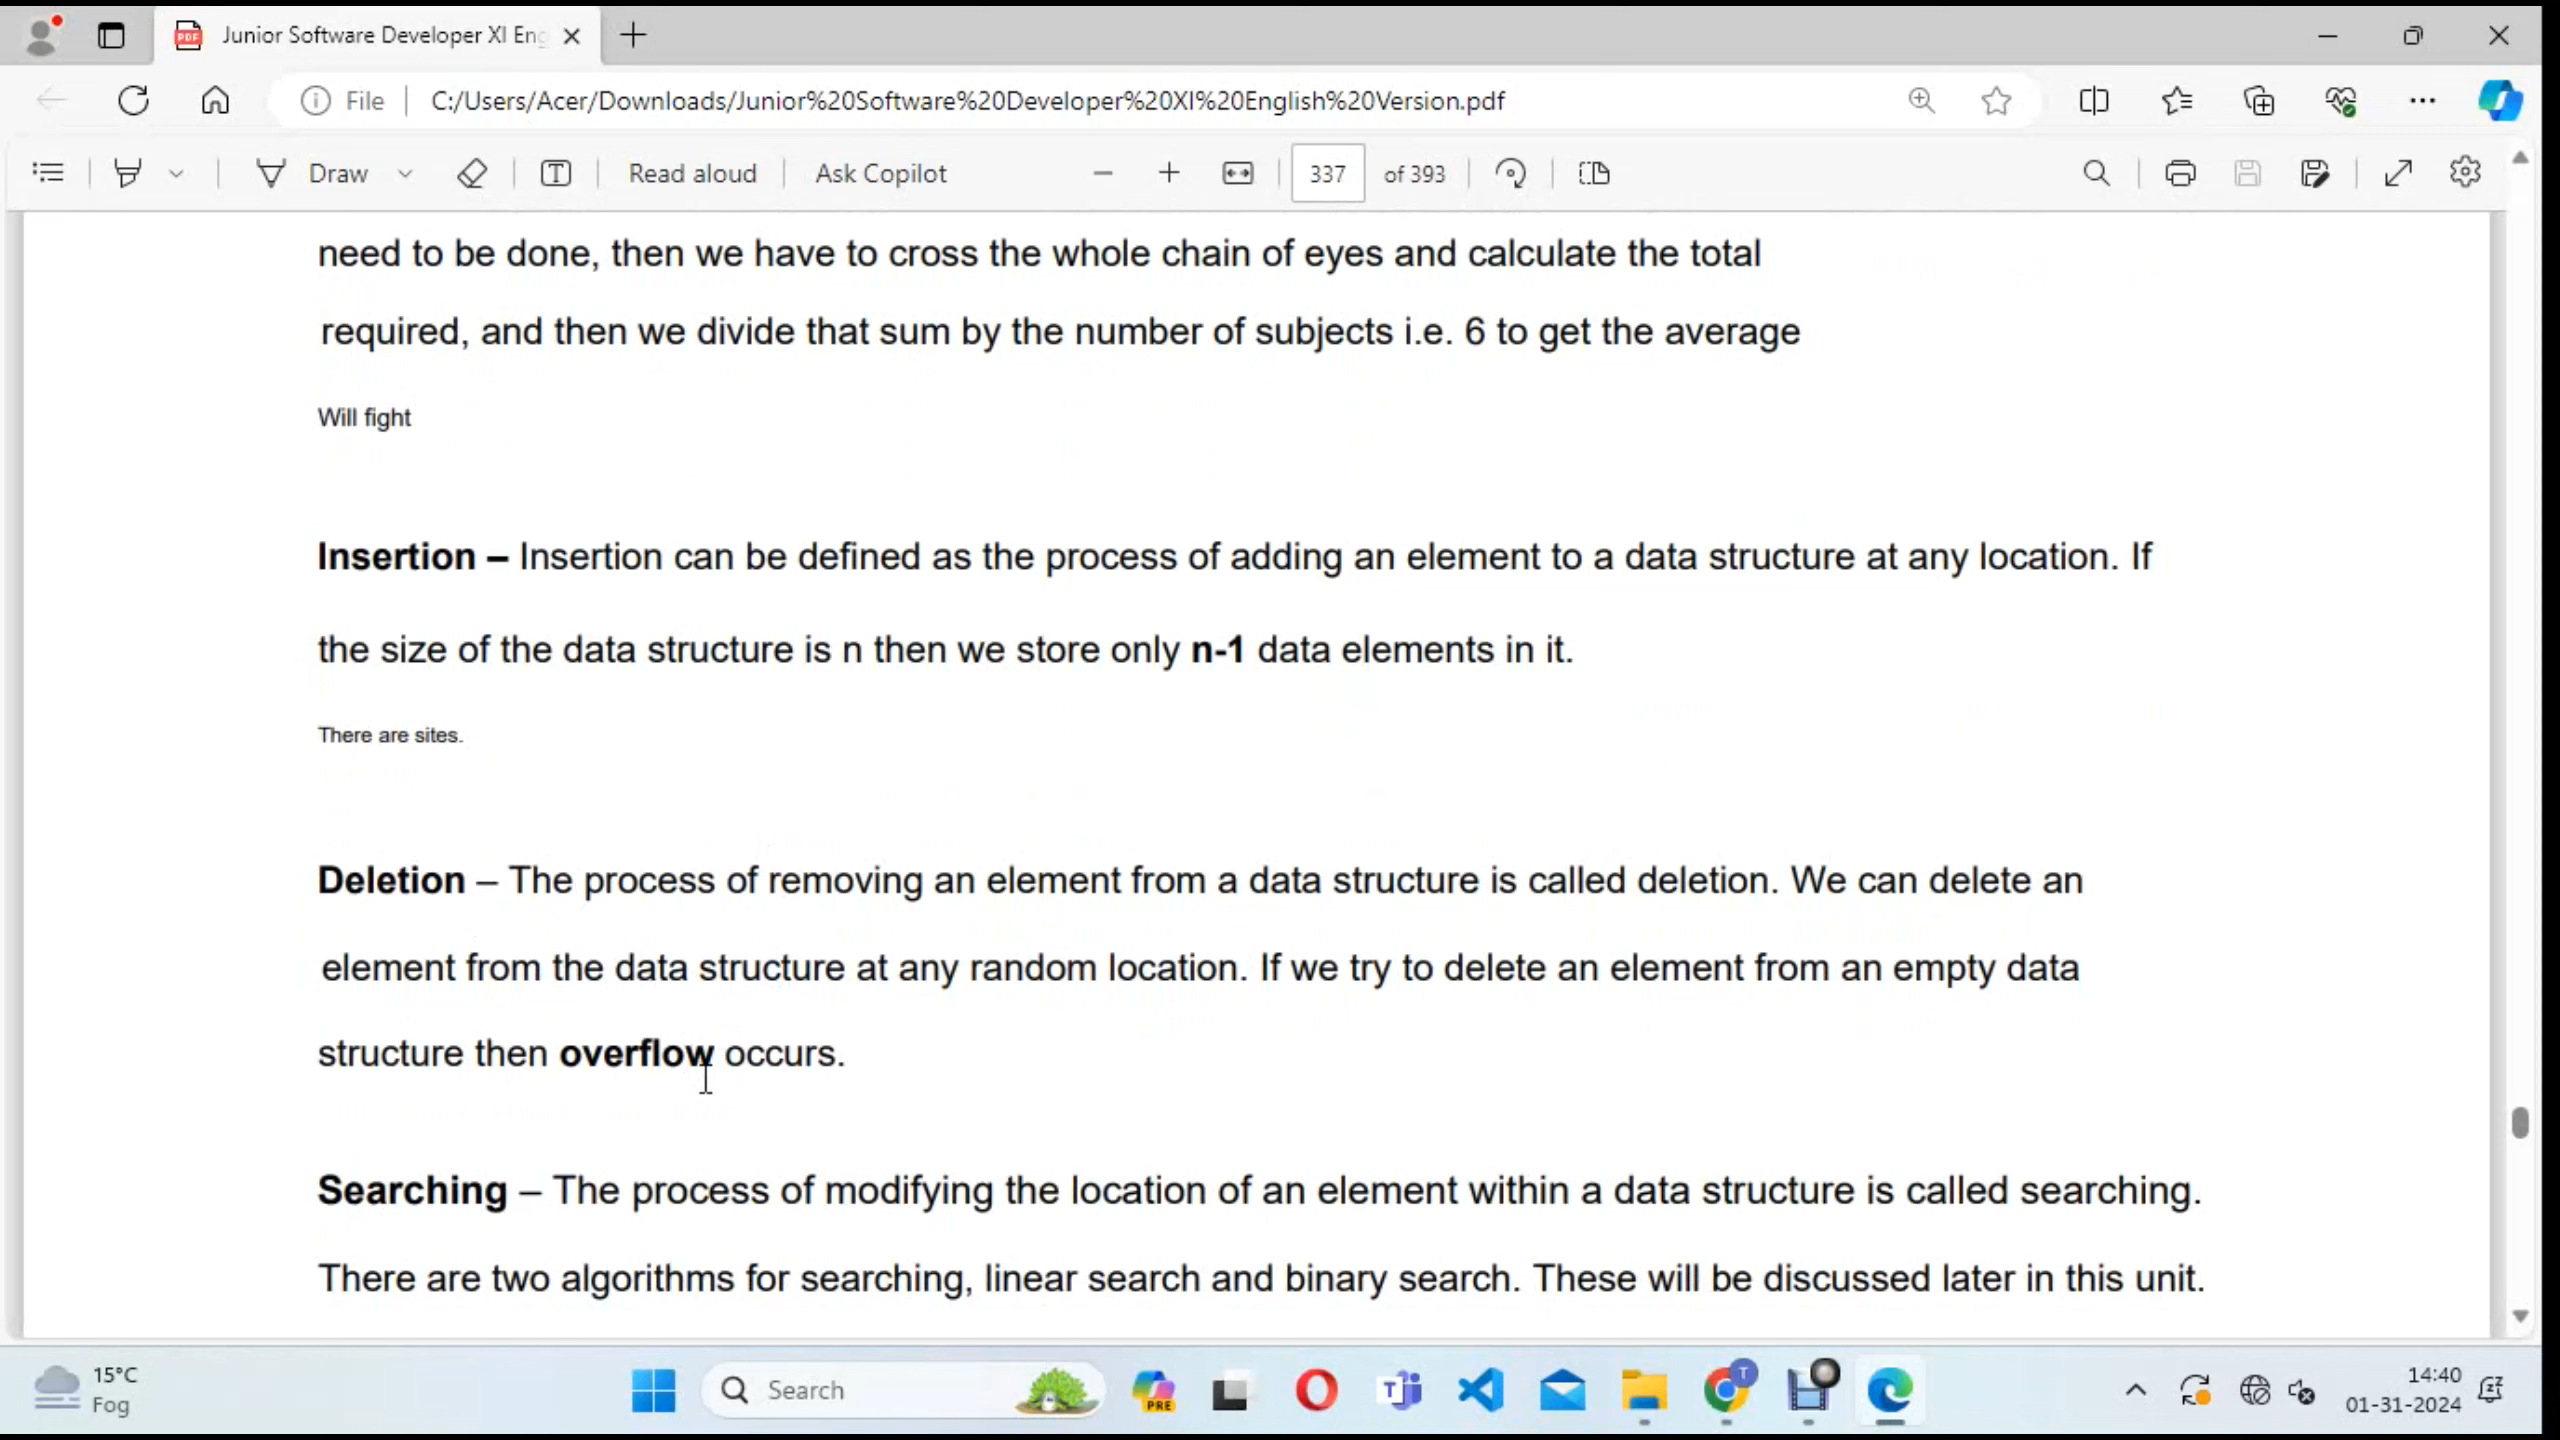 Junior Software Developer XI Eng
File
C:/Users/Acer/Downloads/Junior%20Software%20Developer%20XI%20English%20Version.pdf
Draw
Read aloud
Ask Copilot
337 of 393
need to be done, then we have to cross the whole chain of eyes and calculate the total
required, and then we divide that sum by the number of subjects i.e. 6 to get the average
Will fight
Insertion – Insertion can be defined as the process of adding an element to a data structure at any location. If
the size of the data structure is n then we store only n-1 data elements in it.
There are sites.
Deletion – The process of removing an element from a data structure is called deletion. We can delete an
element from the data structure at any random location. If we try to delete an element from an empty data
structure then overflow occurs.
Searching – The process of modifying the location of an element within a data structure is called searching.
There are two algorithms for searching, linear search and binary search. These will be discussed later in this unit.
15°C
Fog
Search
PRE
T
14:40
01-31-2024